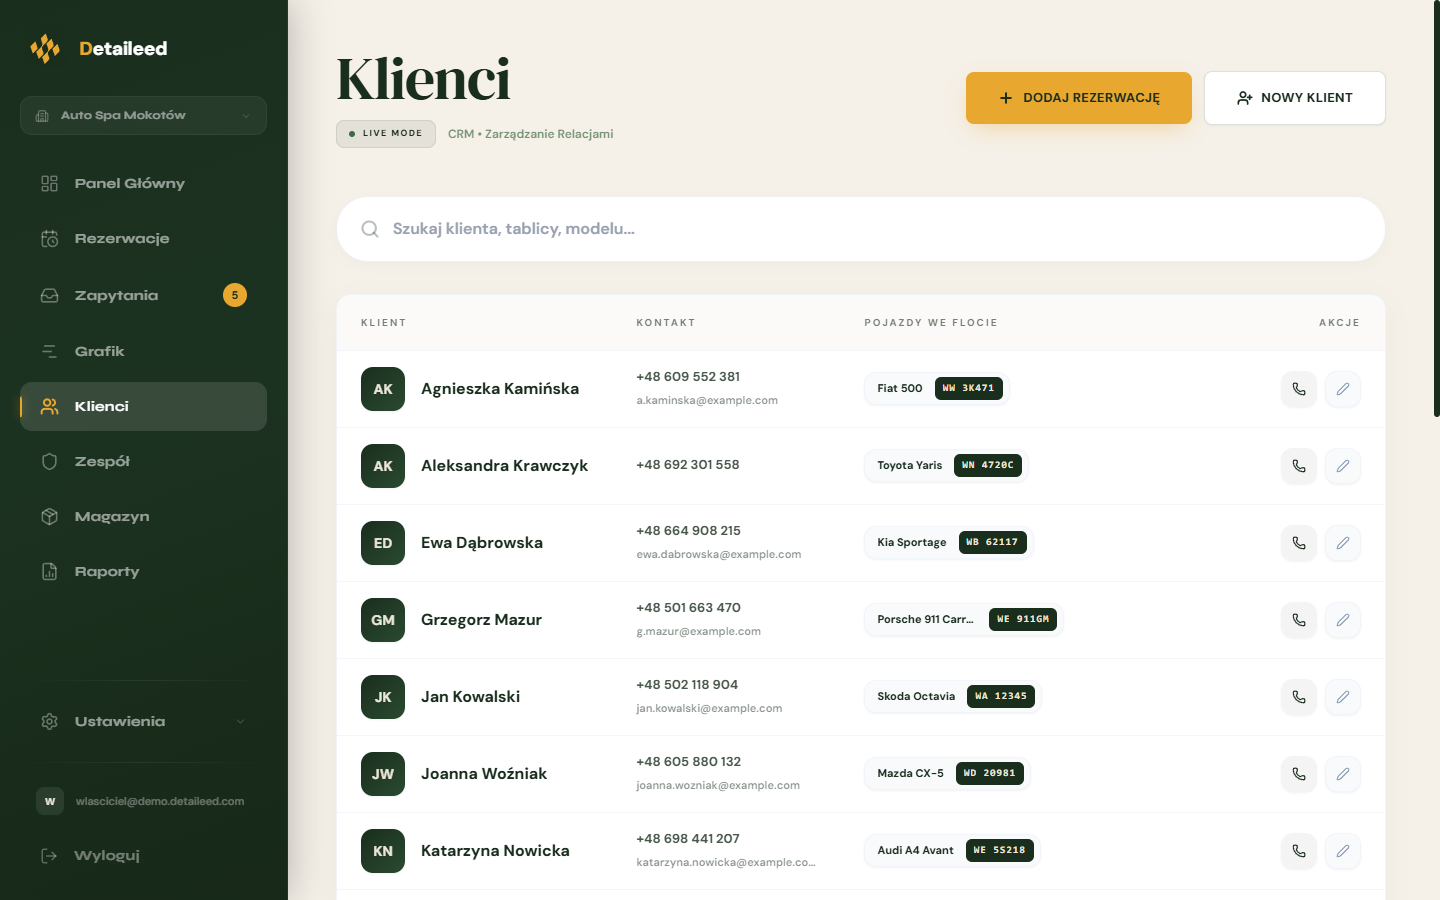 Detaileed
Auto Spa Mokotów
Panel Główny
Rezerwacje
Zapytania 5
Grafik
Klienci
Zespół
Magazyn
Raporty
Ustawienia
W wlasciciel@demo.detaileed.com
Wyloguj
Klienci
LIVE MODE CRM • Zarządzanie Relacjami
DODAJ REZERWACJĘ NOWY KLIENT
Szukaj klienta, tablicy, modelu...
KLIENT KONTAKT POJAZDY WE FLOCIE AKCJE
AK Agnieszka Kamińska +48 609 552 381 Fiat 500 WW 3K471
a.kaminska@example.com
AK Aleksandra Krawczyk +48 692 301 558 Toyota Yaris WN 4720C
ED Ewa Dąbrowska +48 664 908 215 Kia Sportage WB 62117
ewa.dabrowska@example.com
GM Grzegorz Mazur +48 501 663 470 Porsche 911 Carr... WE 911GM
g.mazur@example.com
JK Jan Kowalski +48 502 118 904 Skoda Octavia WA 12345
jan.kowalski@example.com
JW Joanna Woźniak +48 605 880 132 Mazda CX-5 WD 20981
joanna.wozniak@example.com
KN Katarzyna Nowicka +48 698 441 207 Audi A4 Avant WE 5S218
katarzyna.nowicka@example.co...